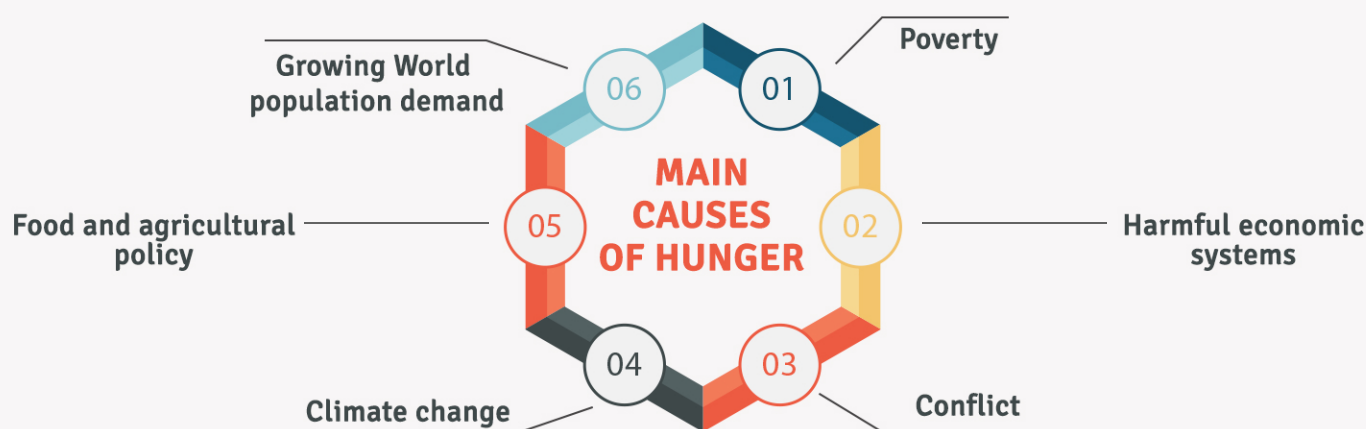 MAIN
CAUSES
OF HUNGER
01
Poverty
02
Harmful economic
systems
03
Conflict
04
Climate change
05
Food and agricultural
policy
06
Growing World
population demand